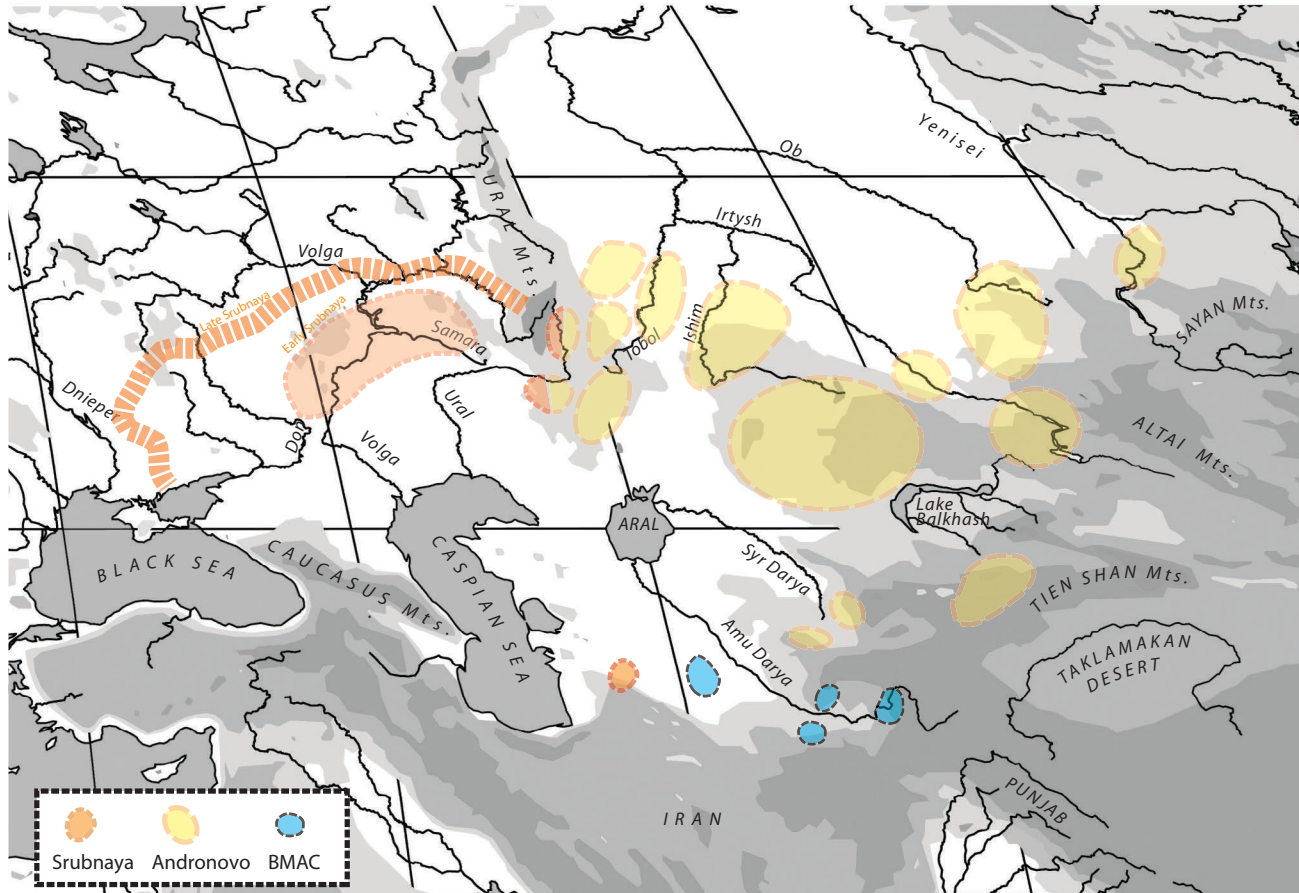 Yenisei
Ob
URAL Mts.
Irtysh
Volga
Late Srubnaya
Early Srubnaya
Samara
Tobol
Ishim
SAYAN Mts.
Dnieper
Don
Ural
Volga
ALTAI Mts.
Lake
Balkhash
ARAL
BLACK SEA
CAUCASUS Mts.
CASPIAN SEA
Syr Darya
TIEN SHAN Mts.
Amu Darya
TAKLAMAKAN
DESERT
PUNJAB
IRAN
Srubnaya Andronovo BMAC